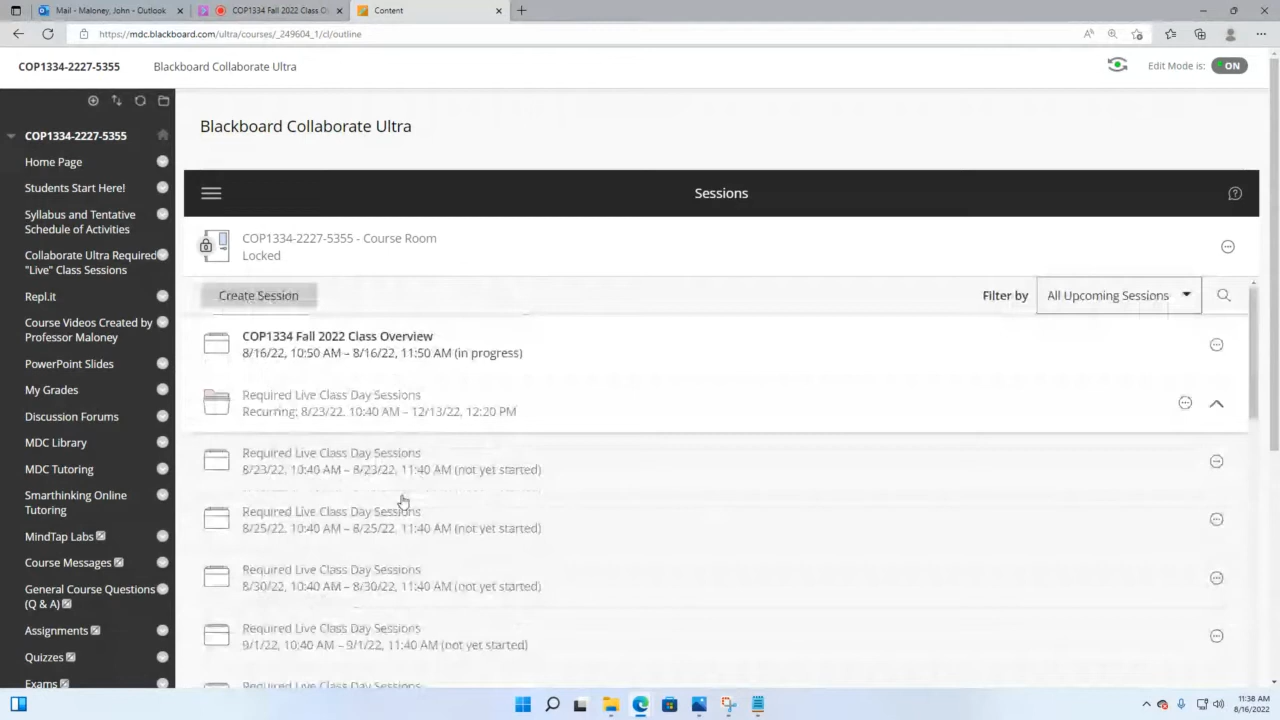 Mail - Maloney, John - Outlook
COP1334 Fall 2022 Class O
Content
https://mdc.blackboard.com/ultra/courses/_249604_1/cl/outline
COP1334-2227-5355
Blackboard Collaborate Ultra
Edit Mode is:
ON
COP1334-2227-5355
Home Page
Students Start Here!
Syllabus and Tentative
Schedule of Activities
Collaborate Ultra Required
"Live" Class Sessions
Repl.it
Course Videos Created by
Professor Maloney
PowerPoint Slides
My Grades
Discussion Forums
MDC Library
MDC Tutoring
Smarthinking Online
Tutoring
MindTap Labs
Course Messages
General Course Questions
(Q & A)
Assignments
Quizzes
Exams
Blackboard Collaborate Ultra
Sessions
COP1334-2227-5355 - Course Room
Locked
Create Session
Filter by
All Upcoming Sessions
COP1334 Fall 2022 Class Overview
8/16/22, 10:50 AM – 8/16/22, 11:50 AM (in progress)
Required Live Class Day Sessions
Recurring: 8/23/22, 10:40 AM – 12/13/22, 12:20 PM
Required Live Class Day Sessions
8/23/22, 10:40 AM – 8/23/22, 11:40 AM (not yet started)
Required Live Class Day Sessions
8/25/22, 10:40 AM – 8/25/22, 11:40 AM (not yet started)
Required Live Class Day Sessions
8/30/22, 10:40 AM – 8/30/22, 11:40 AM (not yet started)
Required Live Class Day Sessions
9/1/22, 10:40 AM – 9/1/22, 11:40 AM (not yet started)
Required Live Class Day Sessions
11:38 AM
8/16/2022